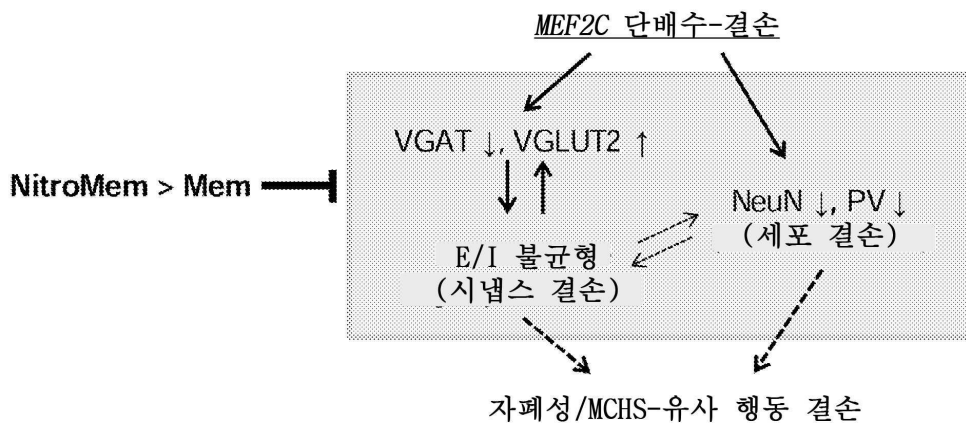 MEF2C 단배수-결손
VGAT ↓, VGLUT2 ↑
NitroMem > Mem
NeuN ↓, PV ↓
(세포 결손)
E/I 불균형
(시냅스 결손)
자폐성/MCHS-유사 행동 결손